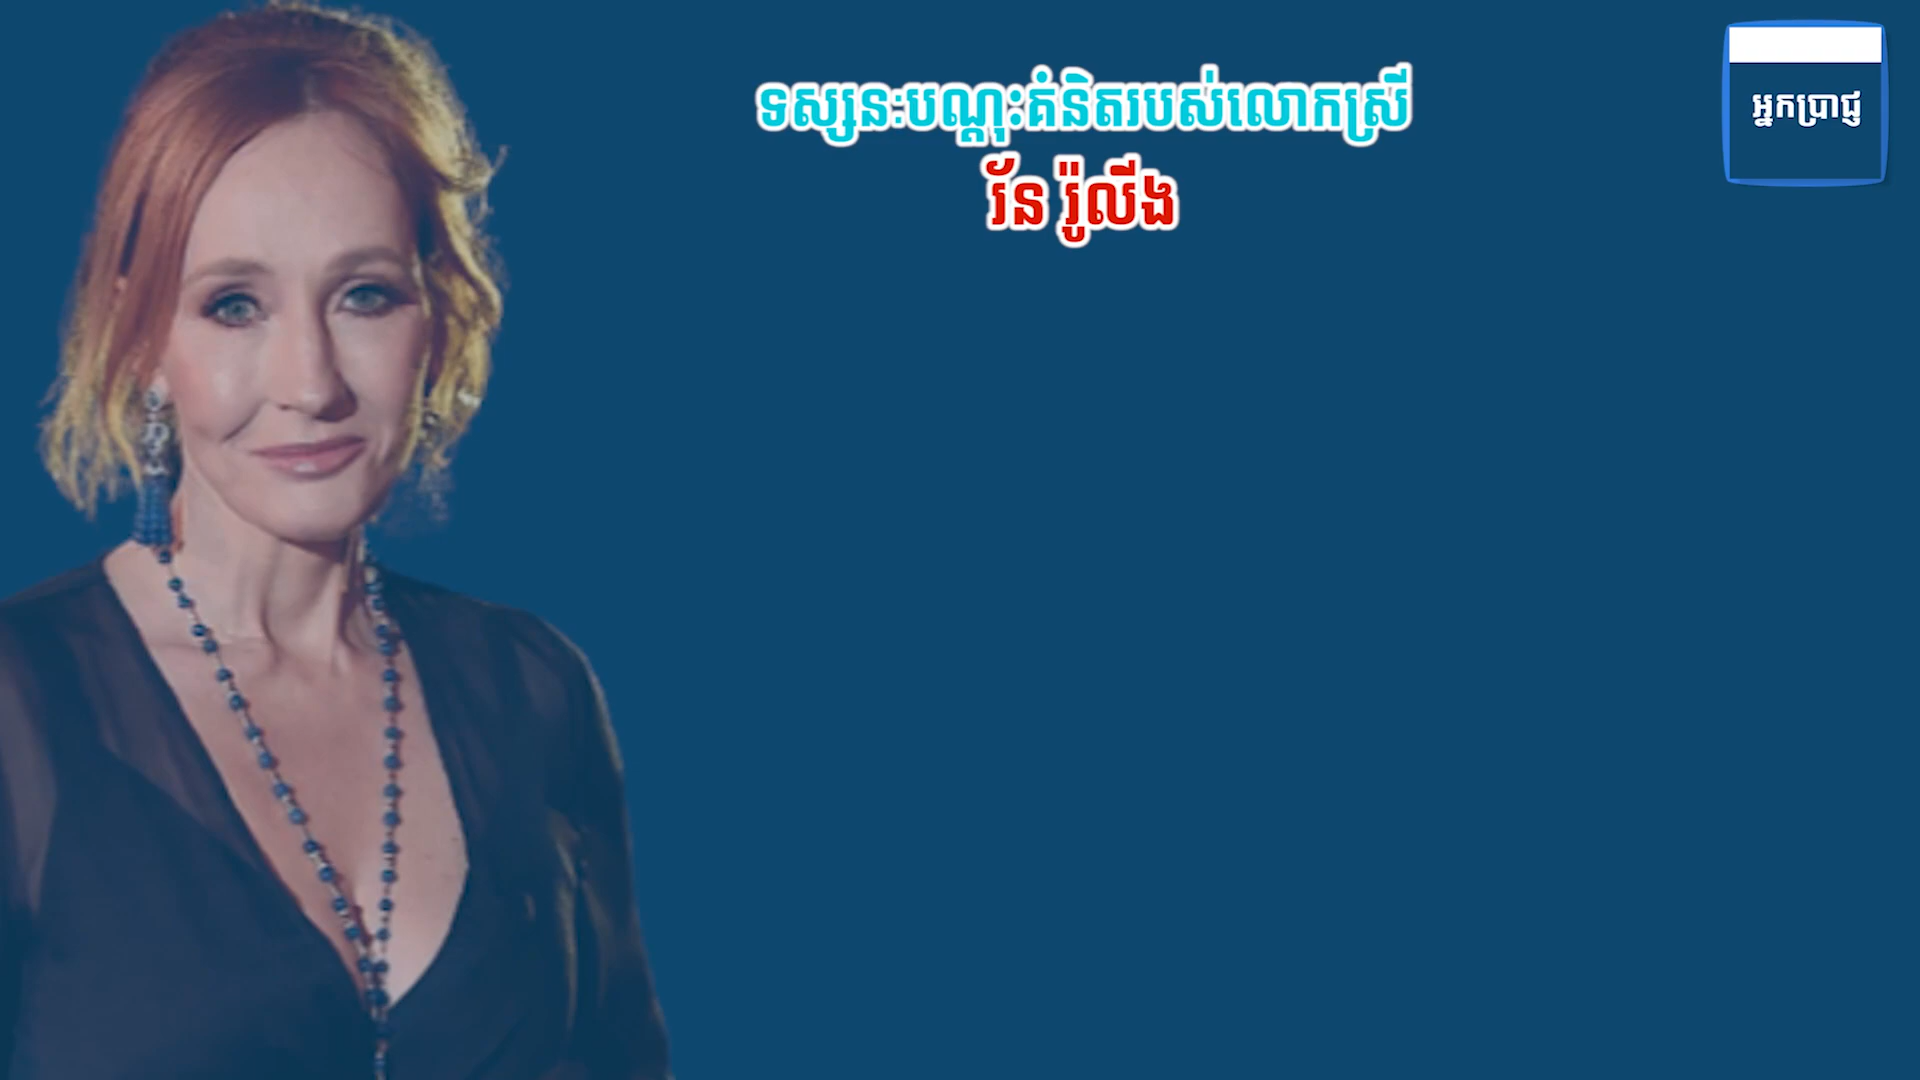 ទស្សនៈបណ្តុះគំនិតរបស់លោកស្រី
រ័ន រ៉ូលីង
អ្នកប្រាជ្ញ